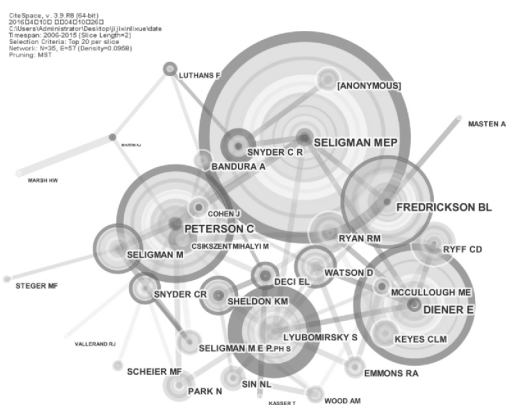 CiteSpace, v. 3.9.R8 (64-bit)
Timespan: 2006-2015 (Slice Length=2)
Selection Criteria: Top 20 per slice
Network: N=35, E=57 (Density=0.0958)
Pruning: MST
LUTHANS F
[ANONYMOUS]
MASTEN A
SNYDER C R
SELIGMAN MEP
BANDURA A
MARSH HW
FREDRICKSON BL
COHEN J
PETERSON C
RYAN RM
CSIKSZENTMIHALYI M
RYFF CD
SELIGMAN M
WATSON D
STEGER MF
DECI EL
MCCULLOUGH ME
SNYDER CR
SHELDON KM
DIENER E
LYUBOMIRSKY S
KEYES CLM
VALLERAND RJ
SELIGMAN M E P
PH S
SCHEIER MF
EMMONS RA
SIN NL
PARK N
WOOD AM
KASSER T